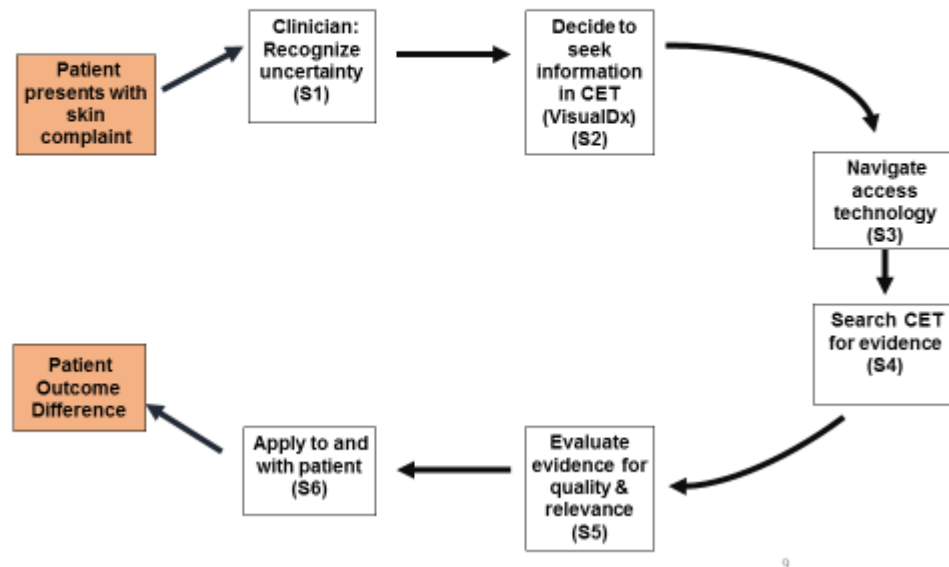 Patient
presents with
skin
complaint
Clinician:
Recognize
uncertainty
(S1)
Decide to
seek
information
in CET
(VisualDx)
(S2)
Navigate
access
technology
(S3)
Search CET
for evidence
(S4)
Evaluate
evidence for
quality &
relevance
(S5)
Apply to and
with patient
(S6)
Patient
Outcome
Difference
9